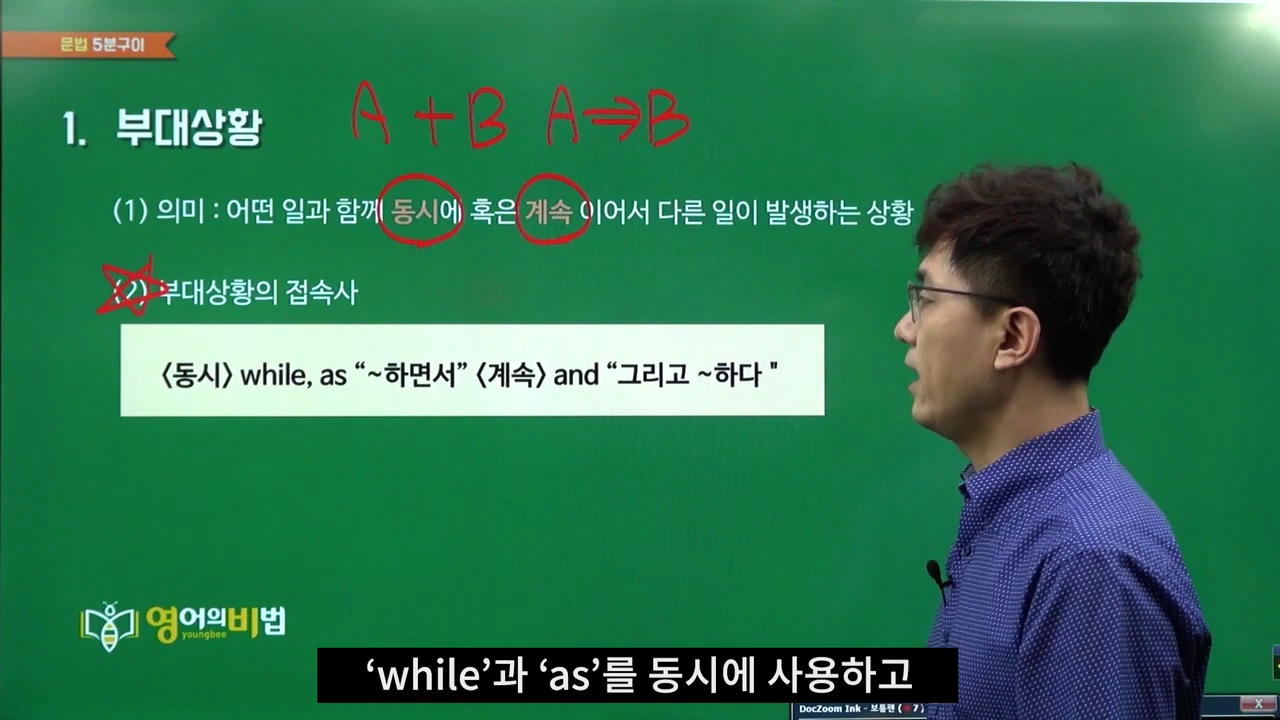 문법 5분구이
1. 부대상황 A + B A ⇒ B
(1) 의미 : 어떤 일과 함께 동시에 혹은 계속 이어서 다른 일이 발생하는 상황
(2) 부대상황의 접속사
<동시> while, as “~하면서” <계속> and “그리고 ~하다 "
영어의비법
youngbee
‘while’과 ‘as’를 동시에 사용하고
DocZoom Ink - 보통펜 ( 7 ) X